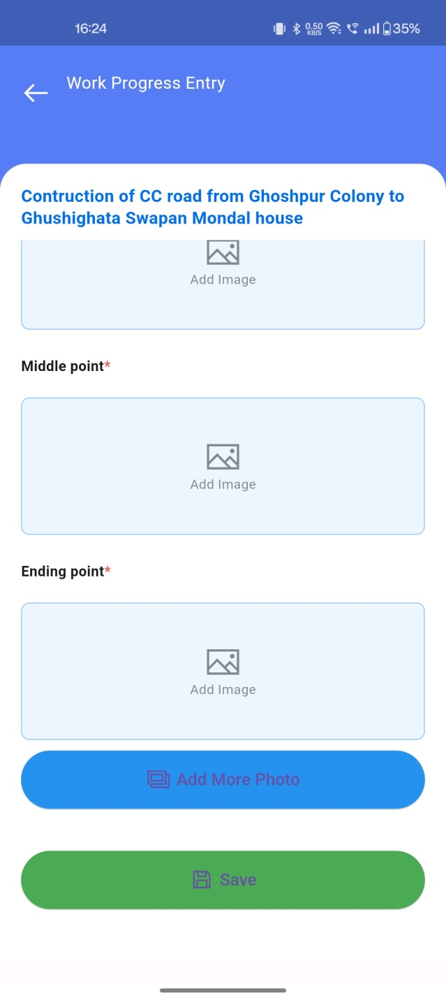 16:24
0.50
KB/S
35%
Work Progress Entry
Contruction of CC road from Ghoshpur Colony to
Ghushighata Swapan Mondal house
Add Image
Middle point*
Add Image
Ending point*
Add Image
Add More Photo
Save